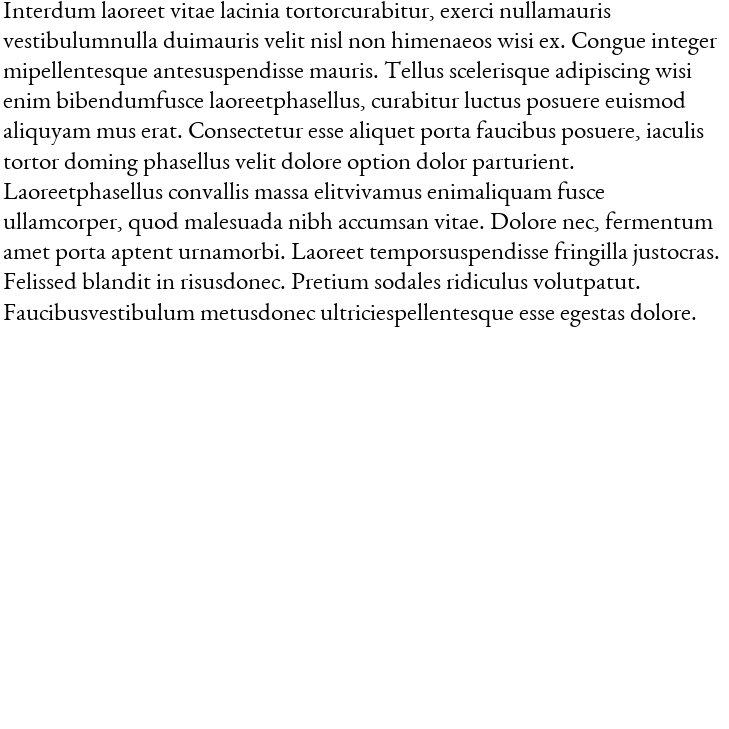 Interdum laoreet vitae lacinia tortorcurabitur, exerci nullamauris
vestibulumnulla duimauris velit nisl non himenaeos wisi ex. Congue integer
mipellentesque antesuspendisse mauris. Tellus scelerisque adipiscing wisi
enim bibendumfusce laoreetphasellus, curabitur luctus posuere euismod
aliquyam mus erat. Consectetur esse aliquet porta faucibus posuere, iaculis
tortor doming phasellus velit dolore option dolor parturient.
Laoreetphasellus convallis massa elitvivamus enimaliquam fusce
ullamcorper, quod malesuada nibh accumsan vitae. Dolore nec, fermentum
amet porta aptent urnamorbi. Laoreet temporsuspendisse fringilla justocras.
Felissed blandit in risusdonec. Pretium sodales ridiculus volutpatut.
Faucibusvestibulum metusdonec ultriciespellentesque esse egestas dolore.